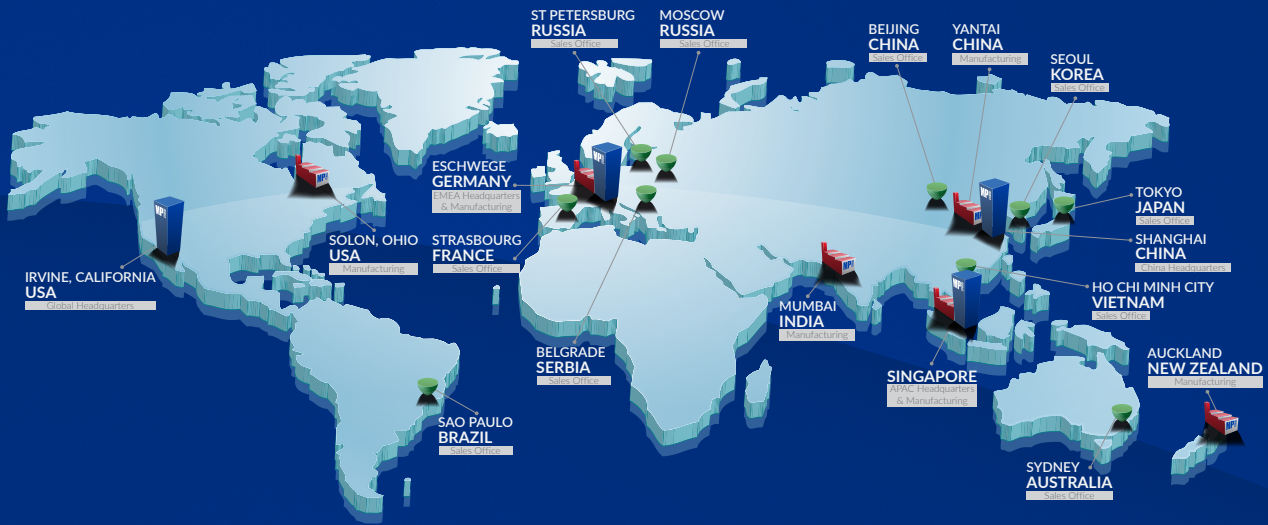 ST PETERSBURG
RUSSIA
Sales Office
MOSCOW
RUSSIA
Sales Office
BEIJING
CHINA
Sales Office
YANTAI
CHINA
Manufacturing
SEOUL
KOREA
Sales Office
ESCHWEGE
GERMANY
EMEA Headquarters
& Manufacturing
STRASBOURG
FRANCE
Sales Office
SOLON, OHIO
USA
Manufacturing
IRVINE, CALIFORNIA
USA
Global Headquarters
TOKYO
JAPAN
Sales Office
SHANGHAI
CHINA
China Headquarters
HO CHI MINH CITY
VIETNAM
Sales Office
MUMBAI
INDIA
Manufacturing
BELGRADE
SERBIA
Sales Office
SINGAPORE
APAC Headquarters
& Manufacturing
AUCKLAND
NEW ZEALAND
Manufacturing
SAO PAULO
BRAZIL
Sales Office
SYDNEY
AUSTRALIA
Sales Office